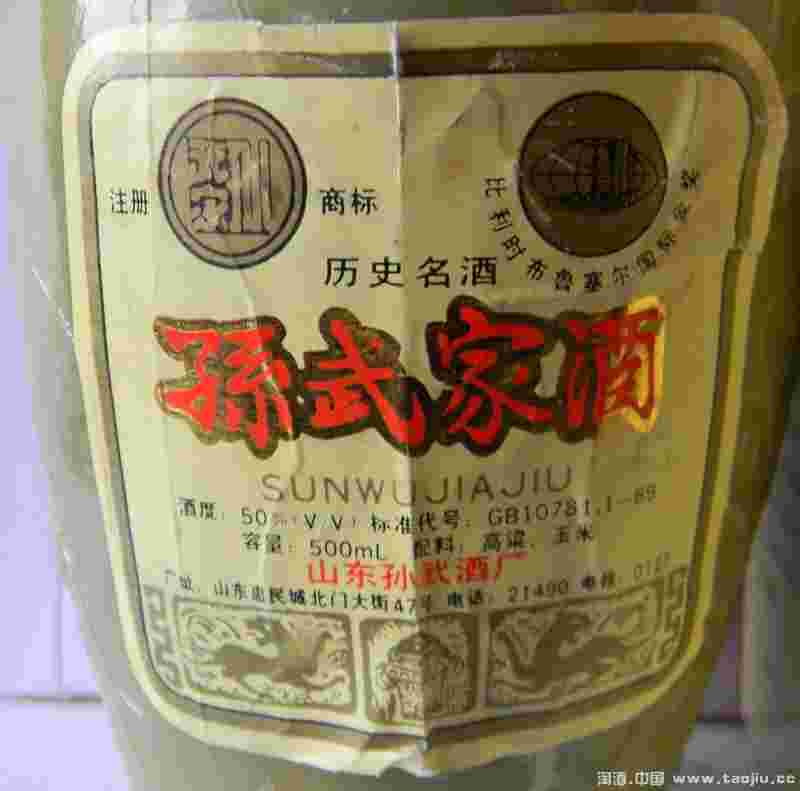 注册 商标
比利时布鲁塞尔国际金奖
历史名酒
孙武家酒
SUNWUJIAJIU
酒度: 50%(V V) 标准代号: GB10781.1-89
容量: 500mL 配料: 高粱、玉米
山东孙武酒厂
厂址: 山东惠民城北门大街47号 电话: 21490 电挂:
淘酒.中国 www.taojiu.cc